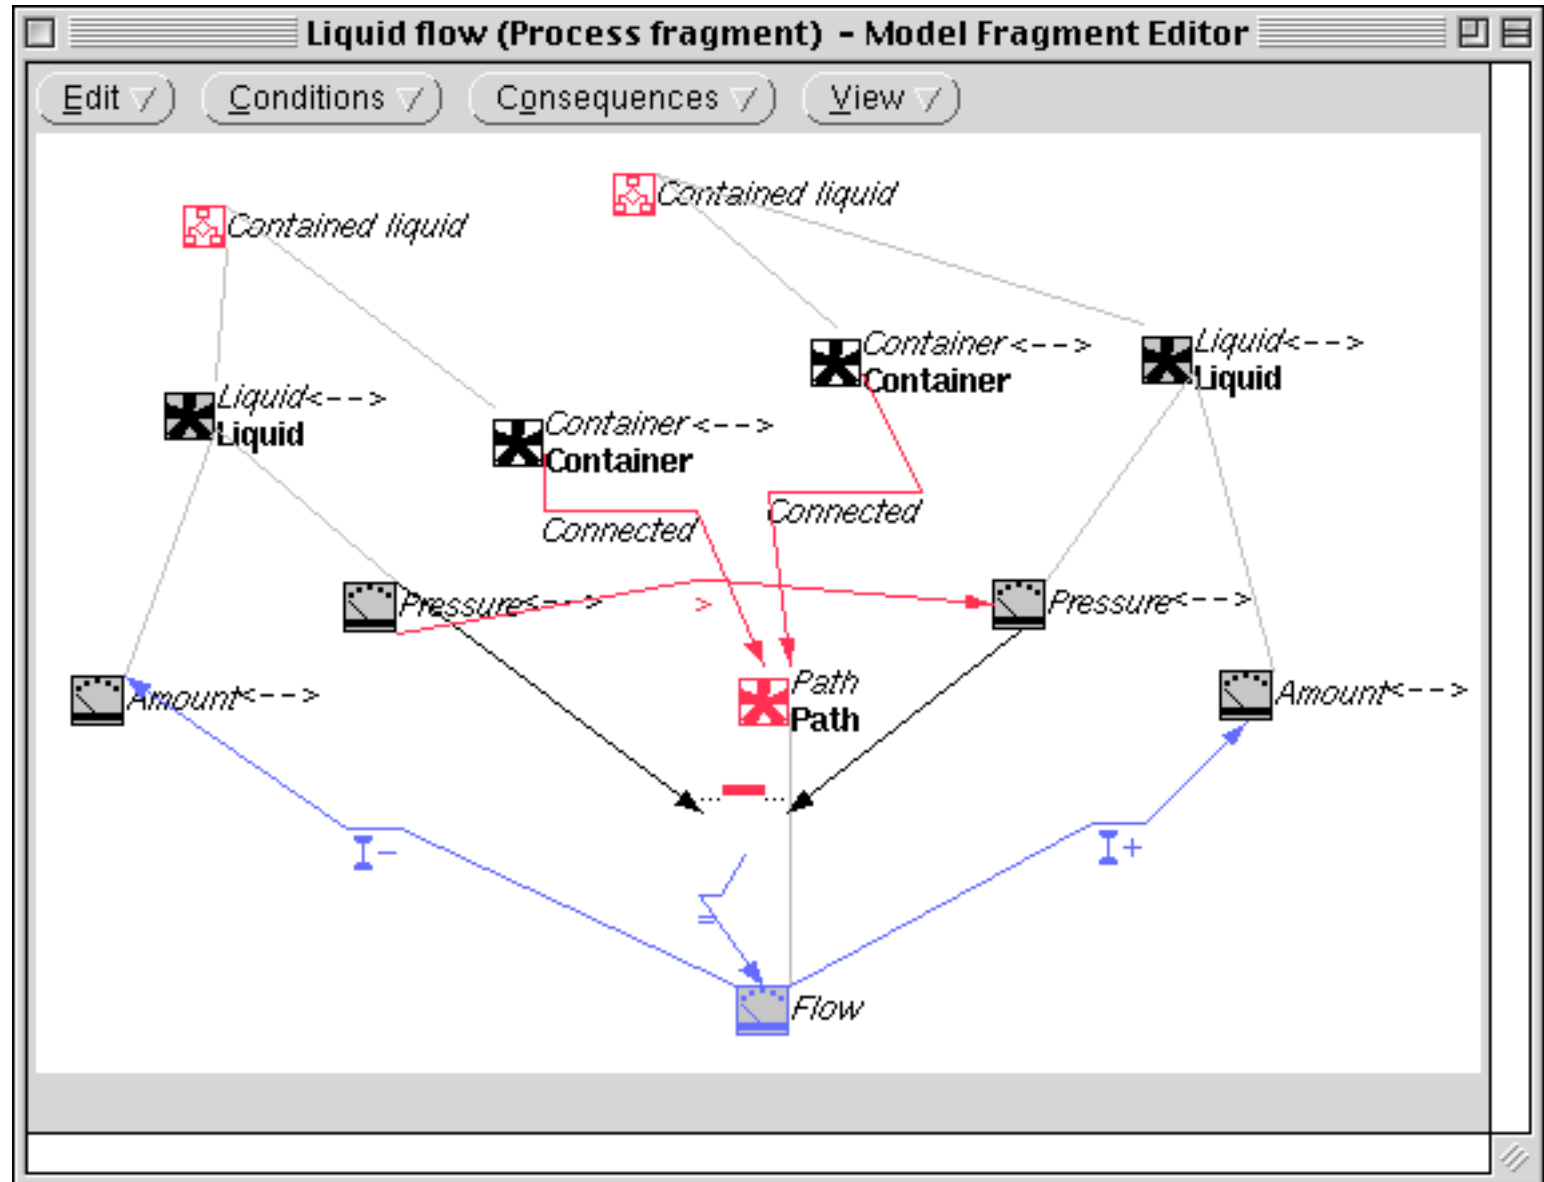 Liquid flow (Process fragment) - Model Fragment Editor
Edit Conditions Consequences View
Contained liquid
Contained liquid
Container<-->
Container
Liquid<-->
Liquid
Liquid<-->
Liquid
Container<-->
Container
Connected
Connected
Pressure<-->
>
Pressure<-->
Path
Path
Amount<-->
Amount<-->
I-
I+
=
Flow